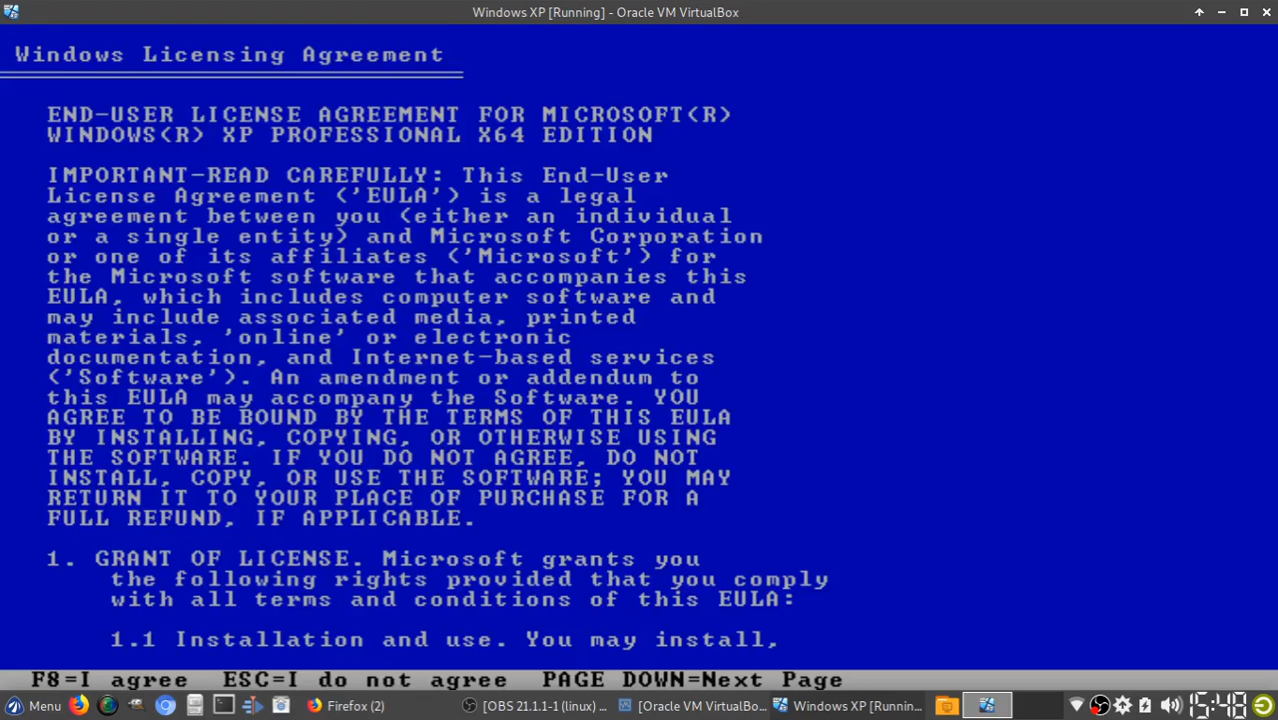 Windows XP [Running] - Oracle VM VirtualBox
Windows Licensing Agreement
END-USER LICENSE AGREEMENT FOR MICROSOFT(R)
WINDOWS(R) XP PROFESSIONAL X64 EDITION
IMPORTANT-READ CAREFULLY: This End-User
License Agreement ('EULA') is a legal
agreement between you (either an individual
or a single entity) and Microsoft Corporation
or one of its affiliates ('Microsoft') for
the Microsoft software that accompanies this
EULA, which includes computer software and
may include associated media, printed
materials, 'online' or electronic
documentation, and Internet-based services
('Software'). An amendment or addendum to
this EULA may accompany the Software. YOU
AGREE TO BE BOUND BY THE TERMS OF THIS EULA
BY INSTALLING, COPYING, OR OTHERWISE USING
THE SOFTWARE. IF YOU DO NOT AGREE, DO NOT
INSTALL, COPY, OR USE THE SOFTWARE; YOU MAY
RETURN IT TO YOUR PLACE OF PURCHASE FOR A
FULL REFUND, IF APPLICABLE.
1. GRANT OF LICENSE. Microsoft grants you
the following rights provided that you comply
with all terms and conditions of this EULA:
1.1 Installation and use. You may install,
F8=I agree ESC=I do not agree PAGE DOWN=Next Page
Menu Firefox (2) [OBS 21.1.1-1 (linux) ... [Oracle VM VirtualBo... Windows XP [Runnin... 15:48